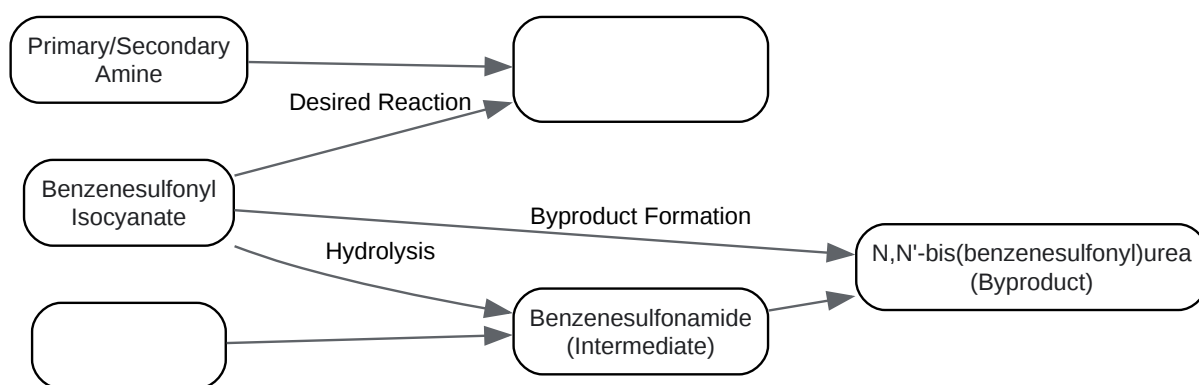 Primary/Secondary
Amine
Desired Reaction
Benzenesulfonyl
Isocyanate
Byproduct Formation
Hydrolysis
N,N'-bis(benzenesulfonyl)urea
(Byproduct)
Benzenesulfonamide
(Intermediate)